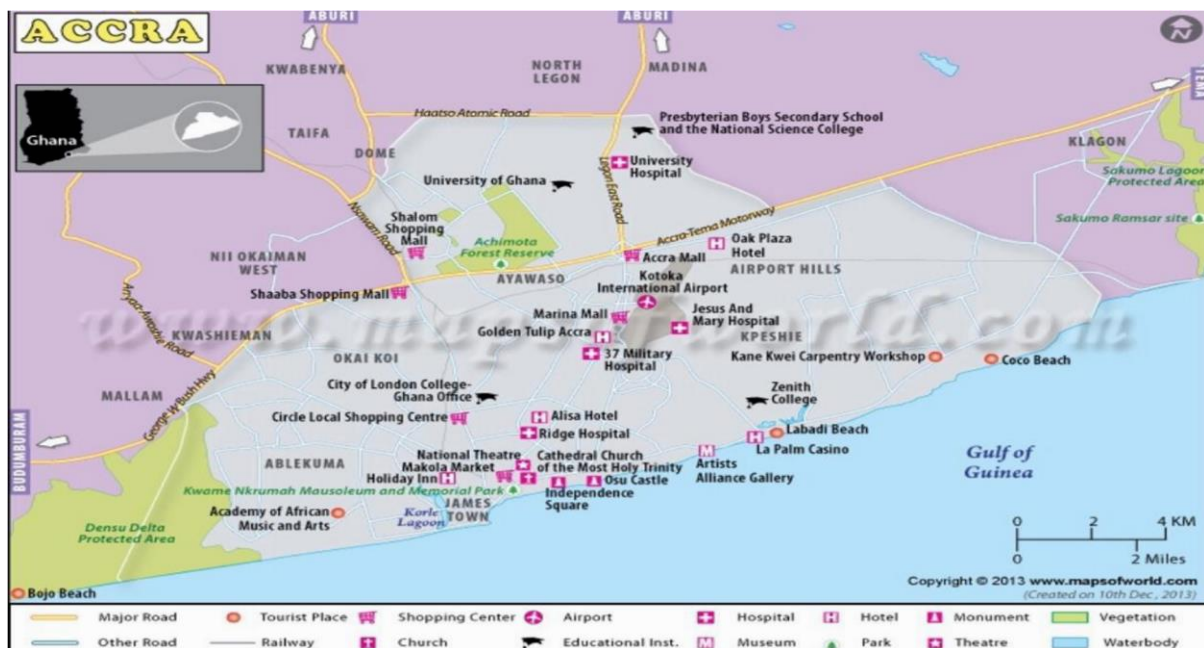 ACCRA
ABURI
ABURI
N
TEMA
KWABENYA
NORTH
LEGON
MADINA
Haatso Atomic Road
Presbyterian Boys Secondary School
and the National Science College
Ghana
TAIFA
DOME
KLAGON
University
Hospital
Legon East Road
University of Ghana
Sakumo Lagoon
Protected Area
Nsawam Road
Shalom
Shopping
Mall
Accra-Tema Motorway
Sakumo Ramsar site
Achimota
Forest Reserve
Oak Plaza
Hotel
NII OKAIMAN
WEST
Accra Mall
AYAWASO
AIRPORT HILLS
Kotoka
International Airport
Shaaba Shopping Mall
Marina Mall
Jesus And
Mary Hospital
www.mapsofworld.com
KWASHIEMAN
Golden Tulip Accra
KPESHIE
OKAI KOI
37 Military
Hospital
Kane Kwei Carpentry Workshop
Coco Beach
George W Bush Hwy
MALLAM
City of London College-
Ghana Office
Zenith
College
Circle Local Shopping Centre
Alisa Hotel
Ridge Hospital
Labadi Beach
La Palm Casino
BUDUMBURAM
ABLEKUMA
National Theatre
Makola Market
Holiday Inn
Cathedral Church
of the Most Holy Trinity
Osu Castle
Artists
Alliance Gallery
Gulf of
Guinea
Kwame Nkrumah Mausoleum and Memorial Park
Independence
Square
JAMES
TOWN
Korle
Lagoon
Academy of African
Music and Arts
Densu Delta
Protected Area
0 2 4 KM
0 2 Miles
Copyright © 2013 www.mapsofworld.com
(Created on 10th Dec, 2013)
Bojo Beach
Major Road Tourist Place Shopping Center Airport Hospital Hotel Monument Vegetation
Other Road Railway Church Educational Inst. Museum Park Theatre Waterbody